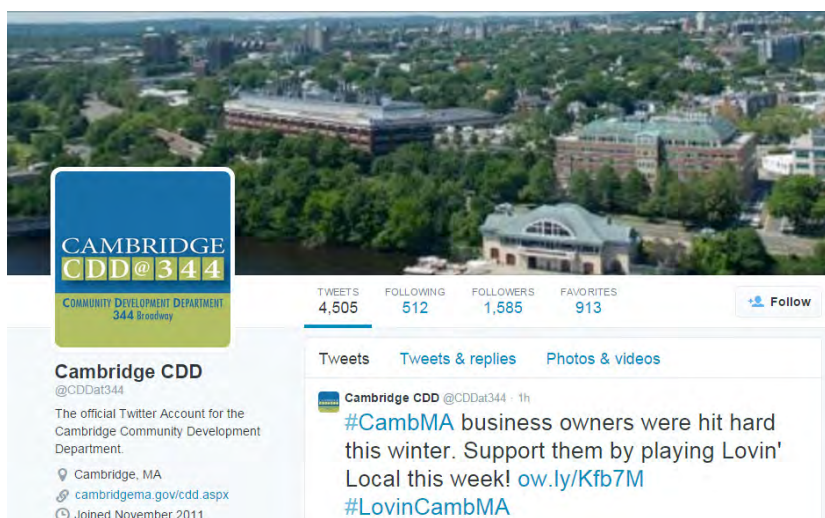 CAMBRIDGE
CDD@344
COMMUNITY DEVELOPMENT DEPARTMENT
344 Broadway
TWEETS FOLLOWING FOLLOWERS FAVORITES
4,505 512 1,585 913
Follow
Cambridge CDD
@CDDat344
The official Twitter Account for the
Cambridge Community Development
Department.
Cambridge, MA
cambridgema.gov/cdd.aspx
Joined November 2011
Tweets Tweets & replies Photos & videos
Cambridge CDD @CDDat344 · 1h
#CambMA business owners were hit hard
this winter. Support them by playing Lovin'
Local this week! ow.ly/Kfb7M
#LovinCambMA